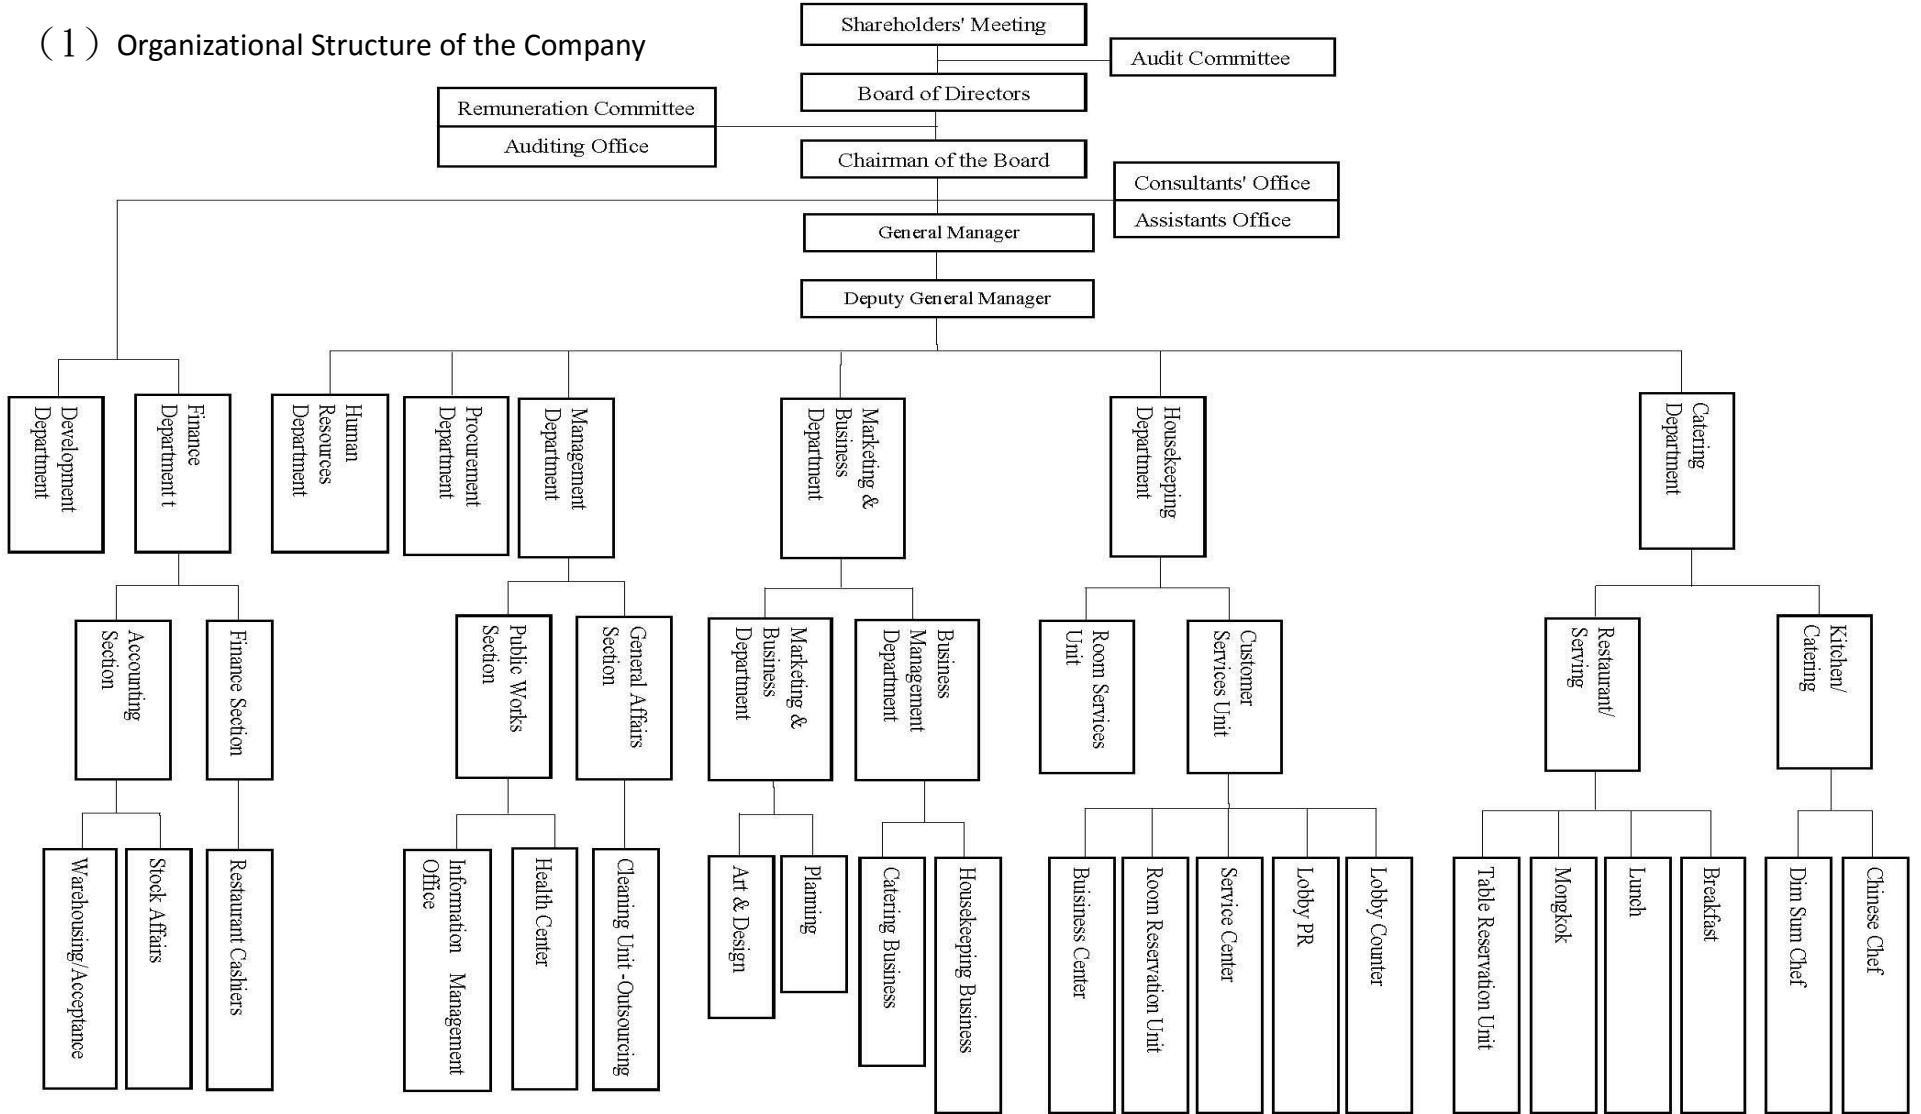 （1）Organizational Structure of the Company
Shareholders' Meeting
Audit Committee
Board of Directors
Remuneration Committee
Auditing Office
Chairman of the Board
Consultants' Office
Assistants Office
General Manager
Deputy General Manager
Development
Department
Finance
Department t
Human
Resources
Department
Procurement
Department
Management
Department
Marketing &
Business
Department
Housekeeping
Department
Catering
Department
Accounting
Section
Finance Section
Public Works
Section
General Affairs
Section
Marketing &
Business
Department
Business
Management
Department
Room Services
Unit
Customer
Services Unit
Restaurant/
Serving
Kitchen/
Catering
Warehousing/Acceptance
Stock Affairs
Restaurant Cashiers
Information Management
Office
Health Center
Cleaning Unit -Outsourcing
Art & Design
Planning
Catering Business
Housekeeping Business
Buisiness Center
Room Reservation Unit
Service Center
Lobby PR
Lobby Counter
Table Reservation Unit
Mongkok
Lunch
Breakfast
Dim Sum Chef
Chinese Chef